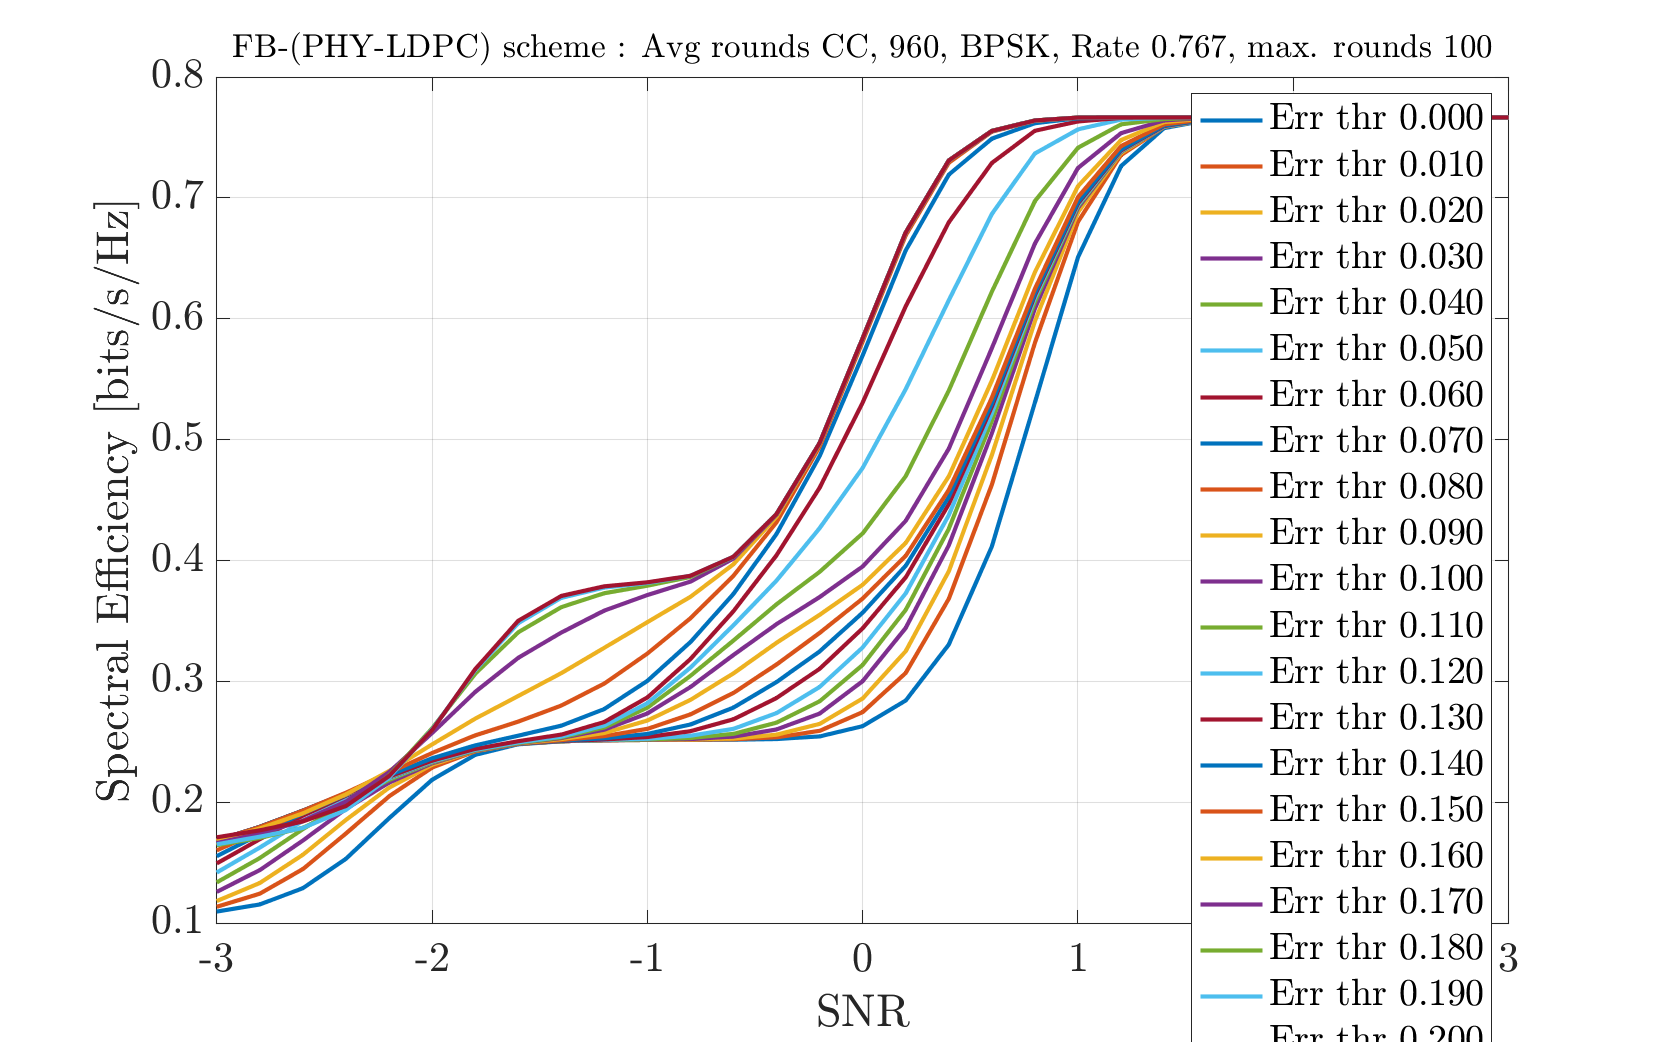 FB-(PHY-LDPC) scheme : Avg rounds CC, 960, BPSK, Rate 0.767, max. rounds 100
0.8
0.7
0.6
0.5
0.4
0.3
0.2
0.1
Spectral Efficiency [bits/s/Hz]
-3
-2
-1
0
1
3
SNR
Err thr 0.000
Err thr 0.010
Err thr 0.020
Err thr 0.030
Err thr 0.040
Err thr 0.050
Err thr 0.060
Err thr 0.070
Err thr 0.080
Err thr 0.090
Err thr 0.100
Err thr 0.110
Err thr 0.120
Err thr 0.130
Err thr 0.140
Err thr 0.150
Err thr 0.160
Err thr 0.170
Err thr 0.180
Err thr 0.190
Err thr 0.200